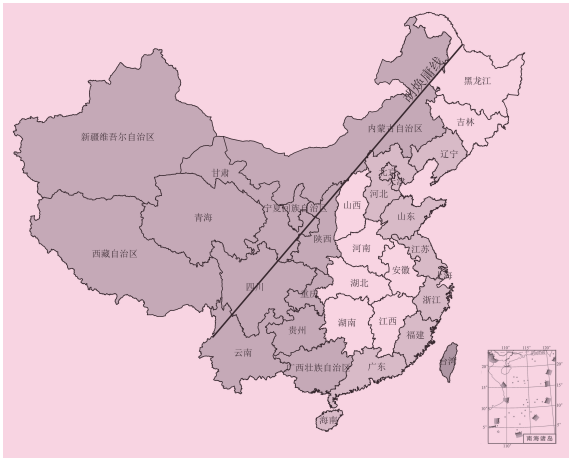 胡焕庸线
黑龙江
吉林
辽宁
内蒙古自治区
新疆维吾尔自治区
甘肃
北京
河北
宁夏回族自治区
山西
山东
青海
陕西
西藏自治区
河南
江苏
安徽
上海
四川
湖北
重庆
浙江
贵州
湖南
江西
福建
云南
广西壮族自治区
广东
台湾
海南
南海诸岛